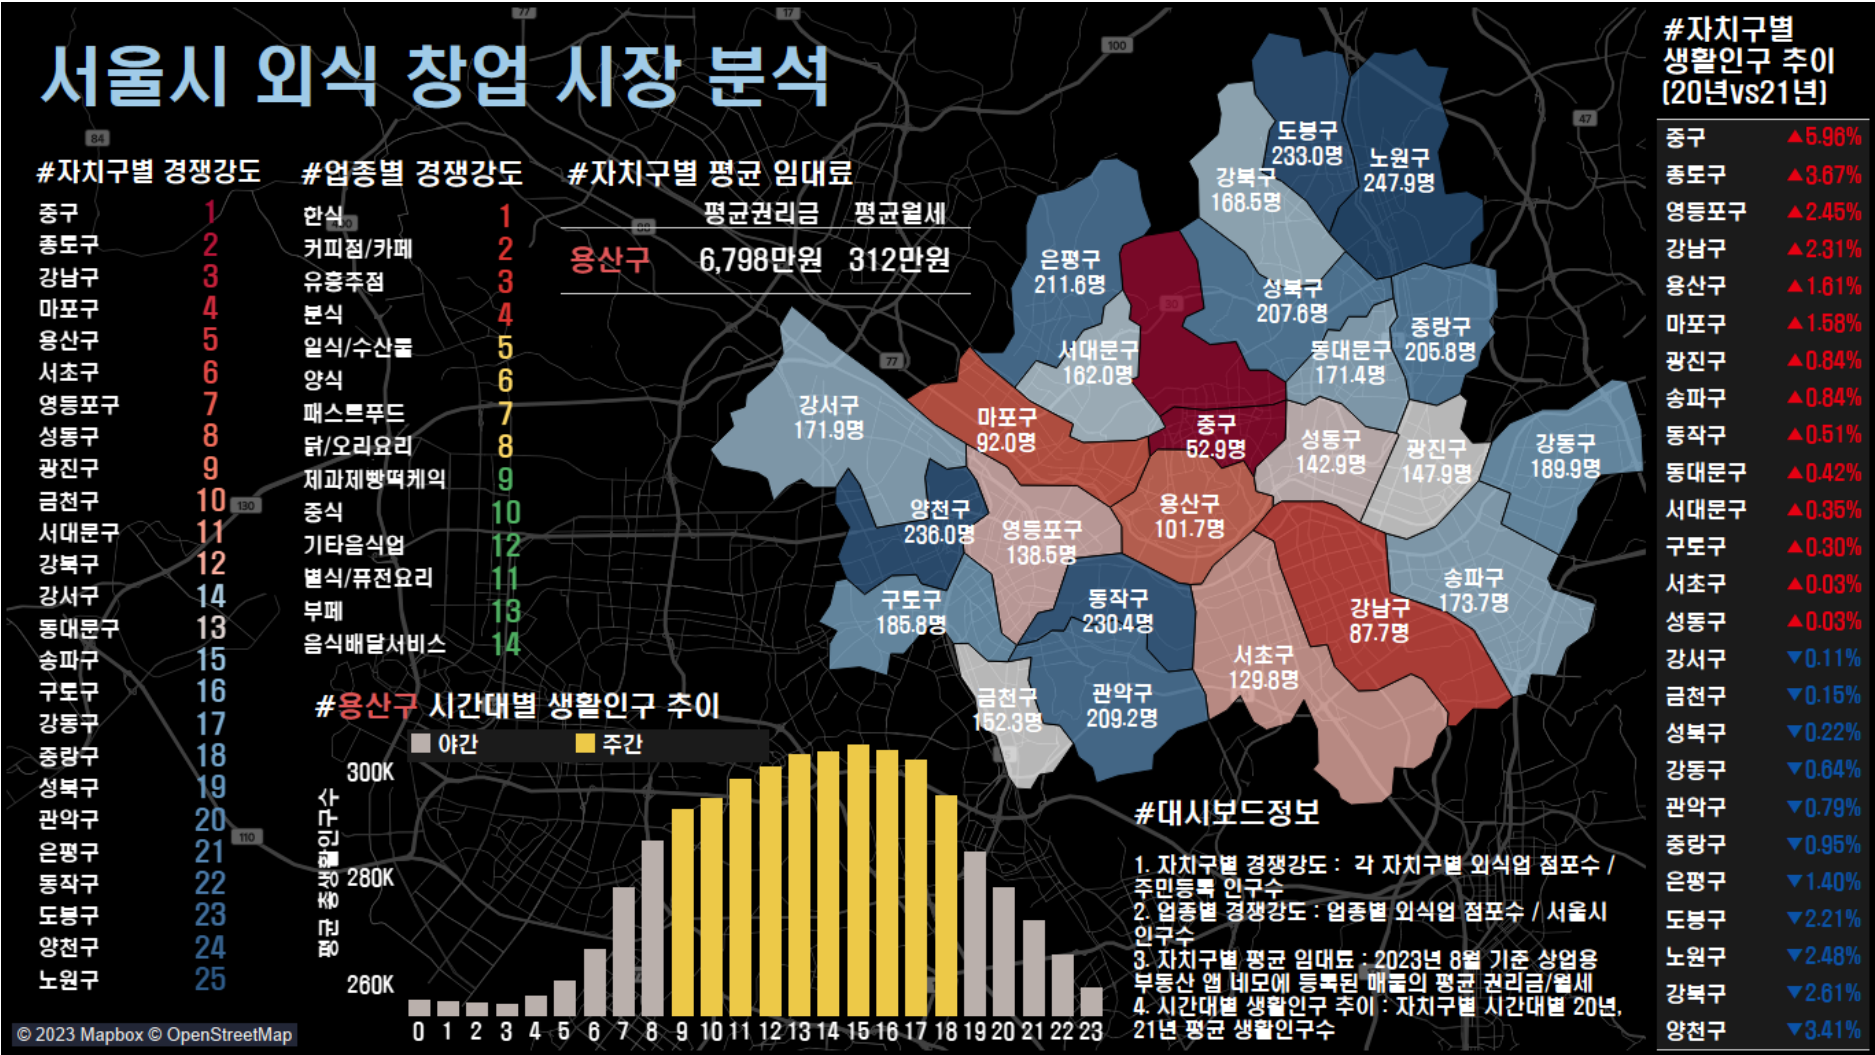 서울시 외식 창업 시장 분석
#자치구별 경쟁강도
중구 1
종로구 2
강남구 3
마포구 4
용산구 5
서초구 6
영등포구 7
성동구 8
광진구 9
금천구 10
서대문구 11
강북구 12
강서구 14
동대문구 13
송파구 15
구로구 16
강동구 17
중랑구 18
성북구 19
관악구 20
은평구 21
동작구 22
도봉구 23
양천구 24
노원구 25
#업종별 경쟁강도
한식 1
커피점/카페 2
유흥주점 3
분식 4
일식/수산물 5
양식 6
패스트푸드 7
닭/오리요리 8
제과제빵떡케익 9
중식 10
기타음식업 12
별식/퓨전요리 11
부페 13
음식배달서비스 14
#자치구별 평균 임대료
평균권리금 평균월세
용산구 6,798만원 312만원
도봉구
233.0명
노원구
247.9명
강북구
168.5명
은평구
211.6명
성북구
207.6명
중랑구
205.8명
서대문구
162.0명
동대문구
171.4명
강서구
171.9명
마포구
92.0명
중구
52.9명
성동구
142.9명
광진구
147.9명
강동구
189.9명
양천구
236.0명
영등포구
138.5명
용산구
101.7명
송파구
173.7명
구로구
185.8명
동작구
230.4명
강남구
87.7명
서초구
129.8명
금천구
152.3명
관악구
209.2명
#용산구 시간대별 생활인구 추이
야간 주간
평균 총생활인구수
300K
280K
260K
0 1 2 3 4 5 6 7 8 9 10 11 12 13 14 15 16 17 18 19 20 21 22 23
#대시보드정보
1. 자치구별 경쟁강도 : 각 자치구별 외식업 점포수 /
주민등록 인구수
2. 업종별 경쟁강도 : 업종별 외식업 점포수 / 서울시
인구수
3. 자치구별 평균 임대료 : 2023년 8월 기준 상업용
부동산 앱 네모에 등록된 매물의 평균 권리금/월세
4. 시간대별 생활인구 추이 : 자치구별 시간대별 20년,
21년 평균 생활인구수
#자치구별
생활인구 추이
(20년vs21년)
중구 ▲5.96%
종로구 ▲3.67%
영등포구 ▲2.45%
강남구 ▲2.31%
용산구 ▲1.61%
마포구 ▲1.58%
광진구 ▲0.84%
송파구 ▲0.84%
동작구 ▲0.51%
동대문구 ▲0.42%
서대문구 ▲0.35%
구로구 ▲0.30%
서초구 ▲0.03%
성동구 ▲0.03%
강서구 ▼0.11%
금천구 ▼0.15%
성북구 ▼0.22%
강동구 ▼0.64%
관악구 ▼0.79%
중랑구 ▼0.95%
은평구 ▼1.40%
도봉구 ▼2.21%
노원구 ▼2.48%
강북구 ▼2.61%
양천구 ▼3.41%
77
17
100
84
47
77
130
110
© 2023 Mapbox © OpenStreetMap